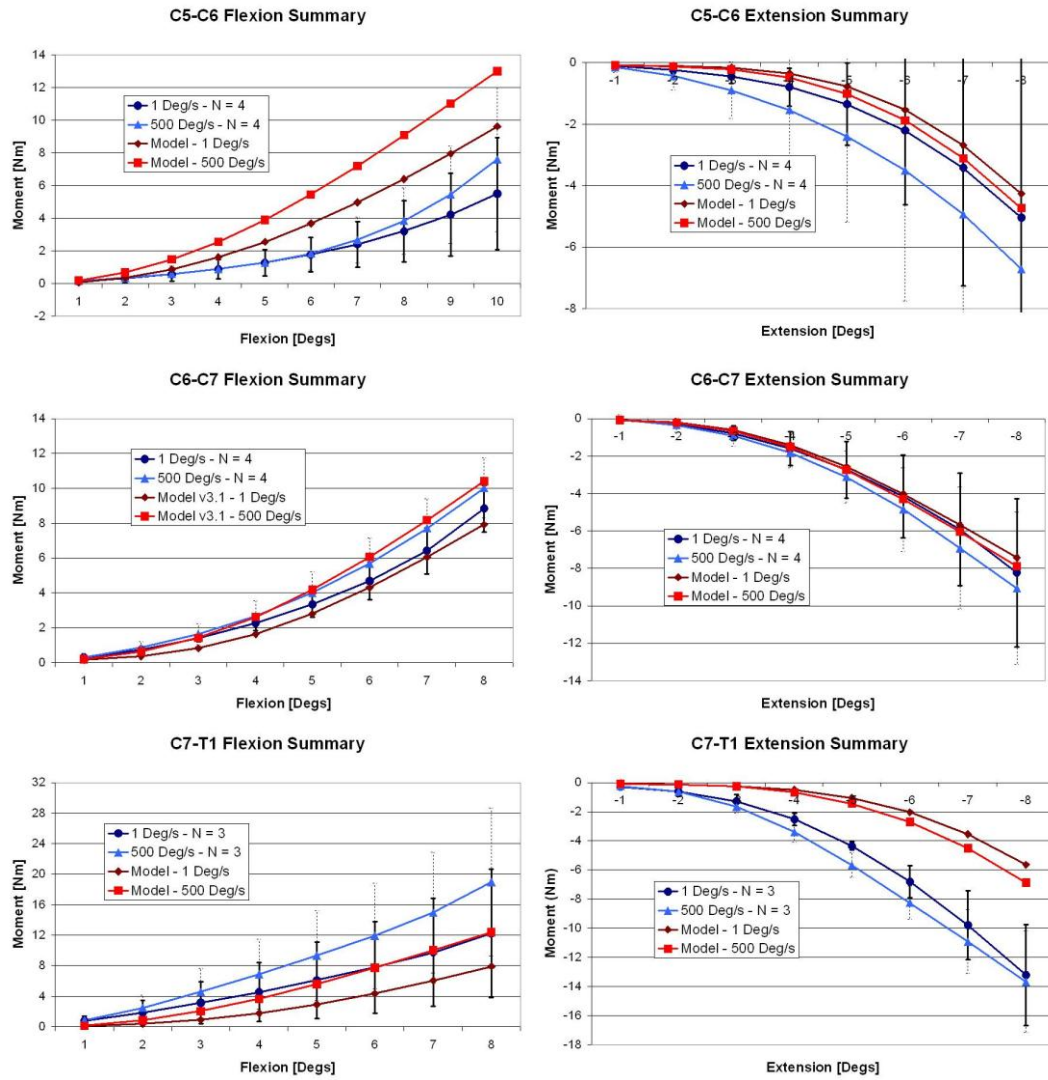 C5-C6 Flexion Summary
14
12
10
8
6
4
2
0
-2
Moment [Nm]
1 Deg/s - N = 4
500 Deg/s - N = 4
Model - 1 Deg/s
Model - 500 Deg/s
1 2 3 4 5 6 7 8 9 10
Flexion [Degs]
C5-C6 Extension Summary
0
-2
-4
-6
-8
Moment [Nm]
-1 -2 -3 -4 -5 -6 -7 -8
1 Deg/s - N = 4
500 Deg/s - N = 4
Model - 1 Deg/s
Model - 500 Deg/s
Extension [Degs]
C6-C7 Flexion Summary
14
12
10
8
6
4
2
0
Moment [Nm]
1 Deg/s - N = 4
500 Deg/s - N = 4
Model v3.1 - 1 Deg/s
Model v3.1 - 500 Deg/s
1 2 3 4 5 6 7 8
Flexion [Degs]
C6-C7 Extension Summary
0
-2
-4
-6
-8
-10
-12
-14
Moment [Nm]
-1 -2 -3 -4 -5 -6 -7 -8
1 Deg/s - N = 4
500 Deg/s - N = 4
Model - 1 Deg/s
Model - 500 Deg/s
Extension [Degs]
C7-T1 Flexion Summary
32
28
24
20
16
12
8
4
0
Moment [Nm]
1 Deg/s - N = 3
500 Deg/s - N = 3
Model - 1 Deg/s
Model - 500 Deg/s
1 2 3 4 5 6 7 8
Flexion [Degs]
C7-T1 Extension Summary
0
-2
-4
-6
-8
-10
-12
-14
-16
-18
Moment (Nm)
-1 -2 -3 -4 -5 -6 -7 -8
1 Deg/s - N = 3
500 Deg/s - N = 3
Model - 1 Deg/s
Model - 500 Deg/s
Extension [Degs]